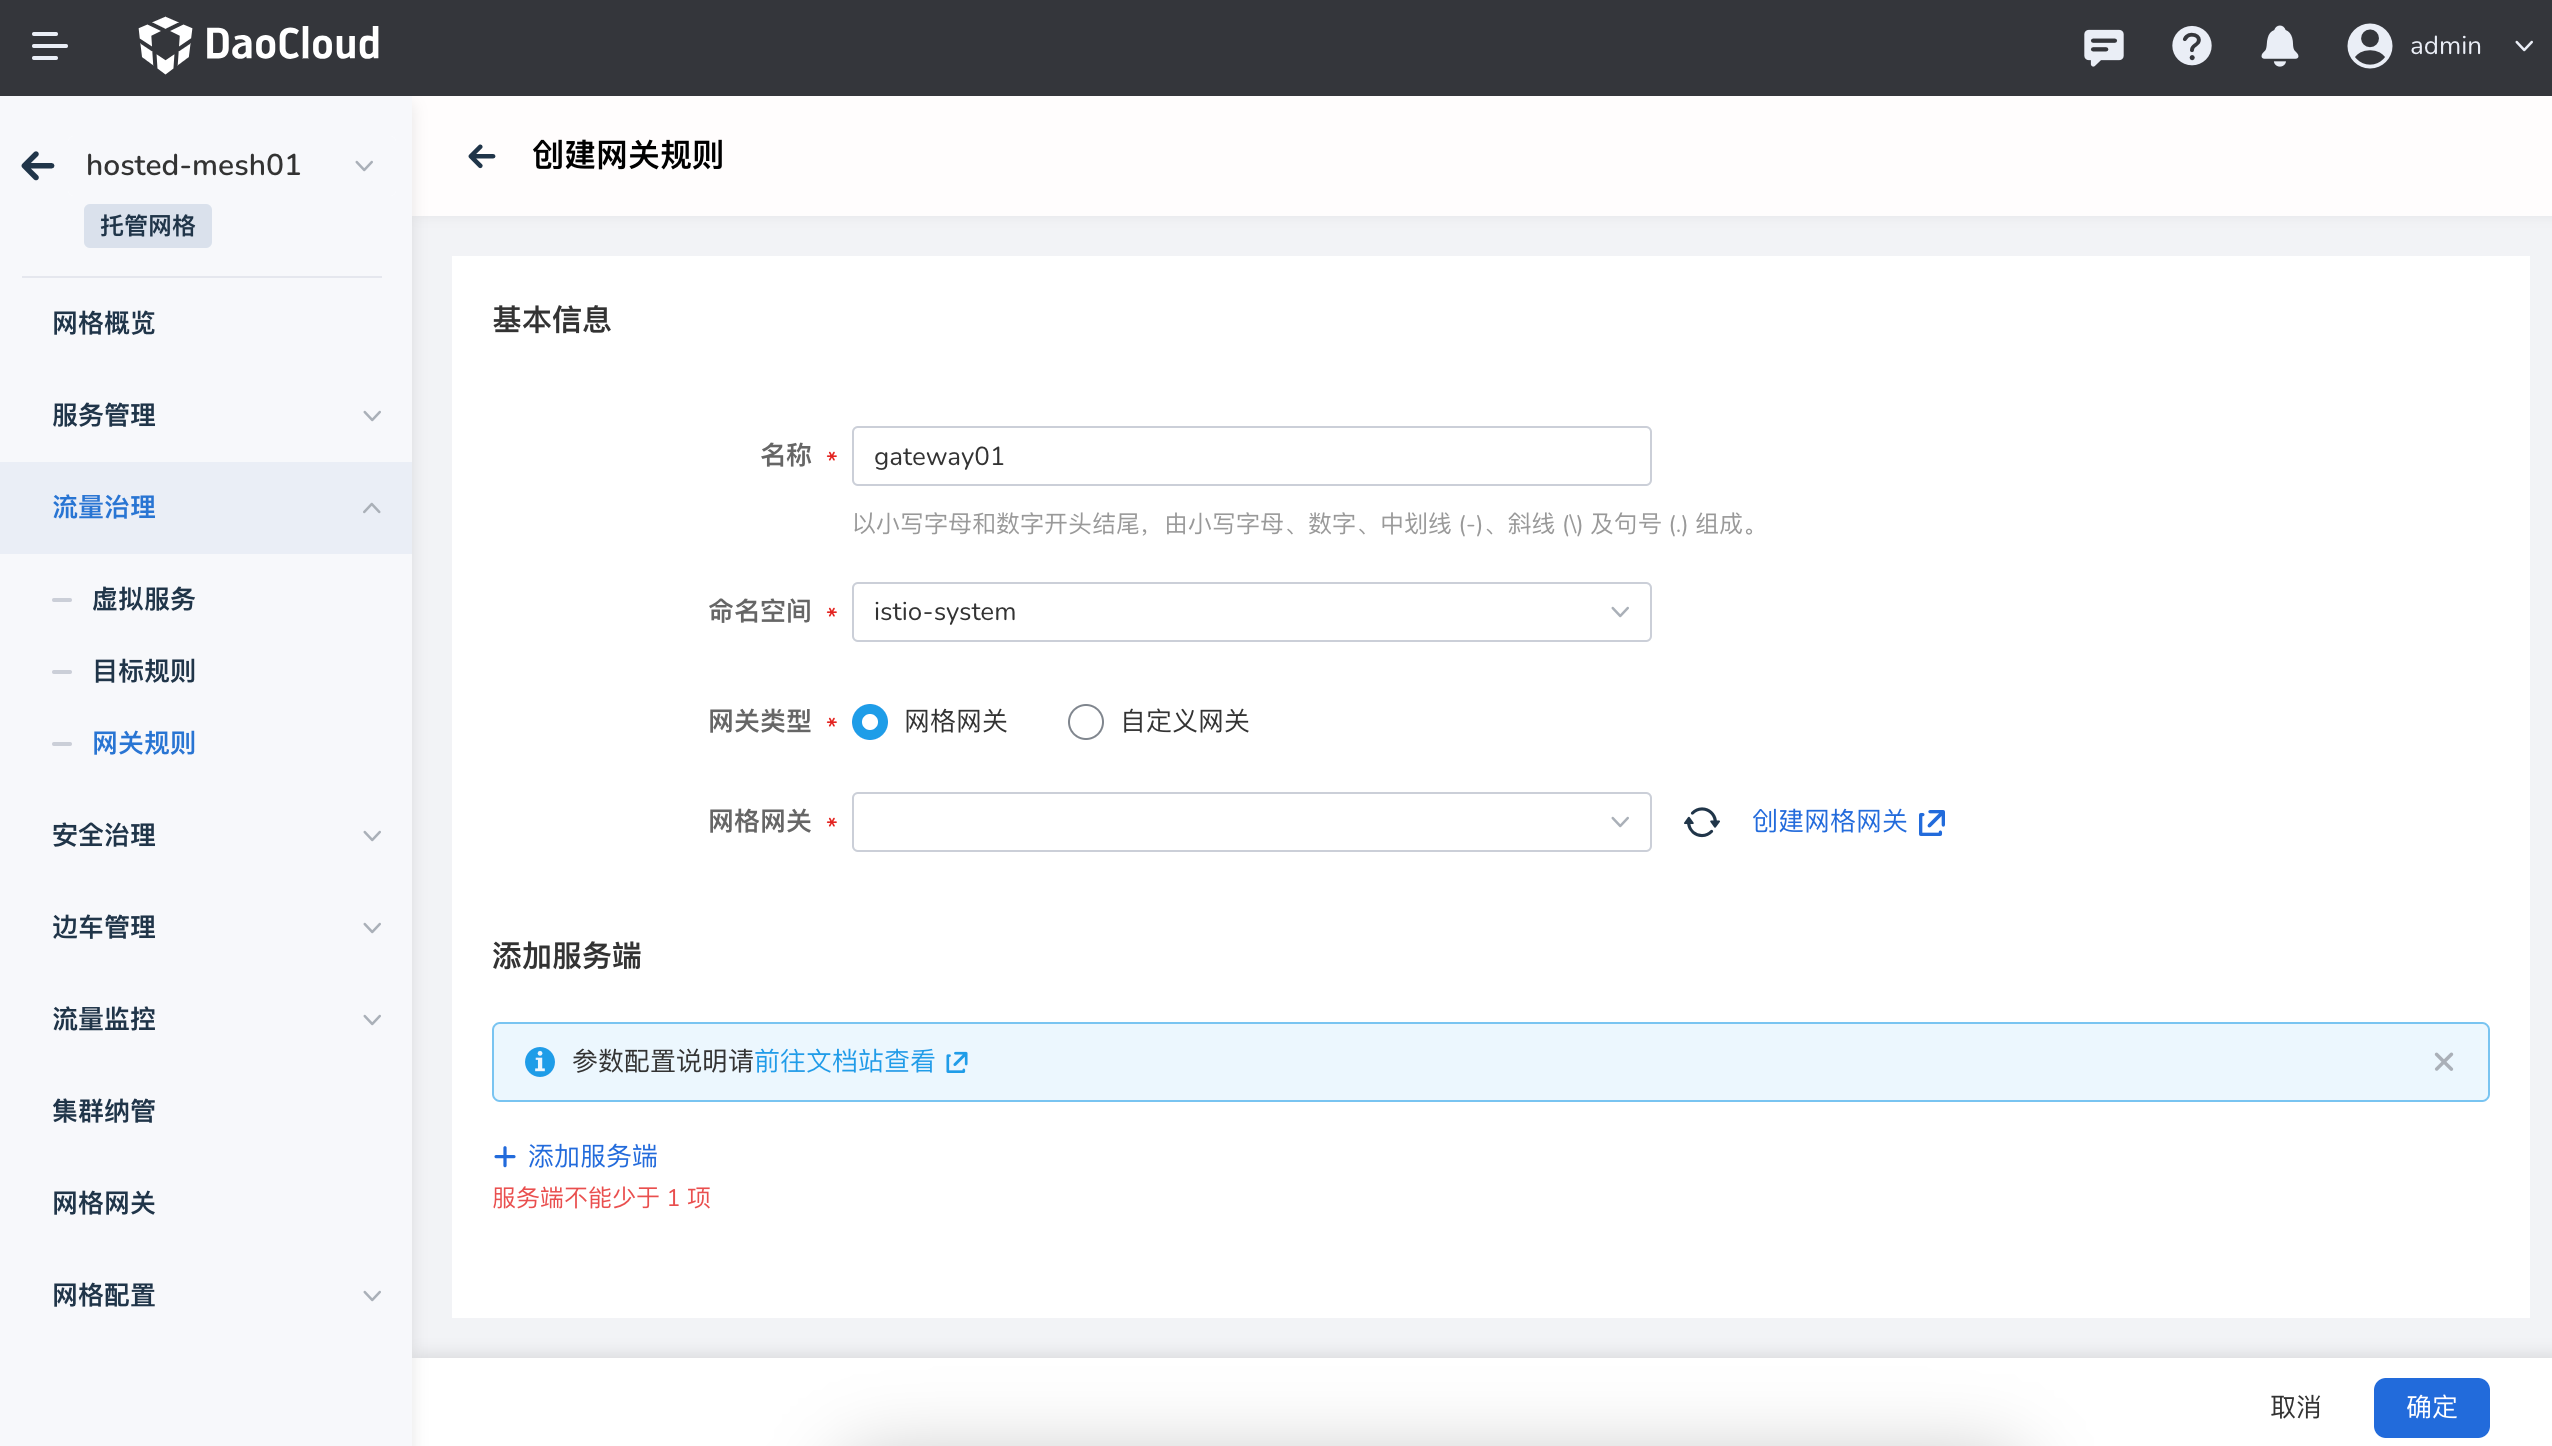 DaoCloud
admin
hosted-mesh01
托管网格
网格概览
服务管理
流量治理
虚拟服务
目标规则
网关规则
安全治理
边车管理
流量监控
集群纳管
网格网关
网格配置
创建网关规则
基本信息
名称 *
gateway01
以小写字母和数字开头结尾，由小写字母、数字、中划线 (-)、斜线 (\) 及句号 (.) 组成。
命名空间 *
istio-system
网关类型 *
网格网关
自定义网关
网格网关 *
创建网格网关
添加服务端
参数配置说明请前往文档站查看
+ 添加服务端
服务端不能少于 1 项
取消
确定